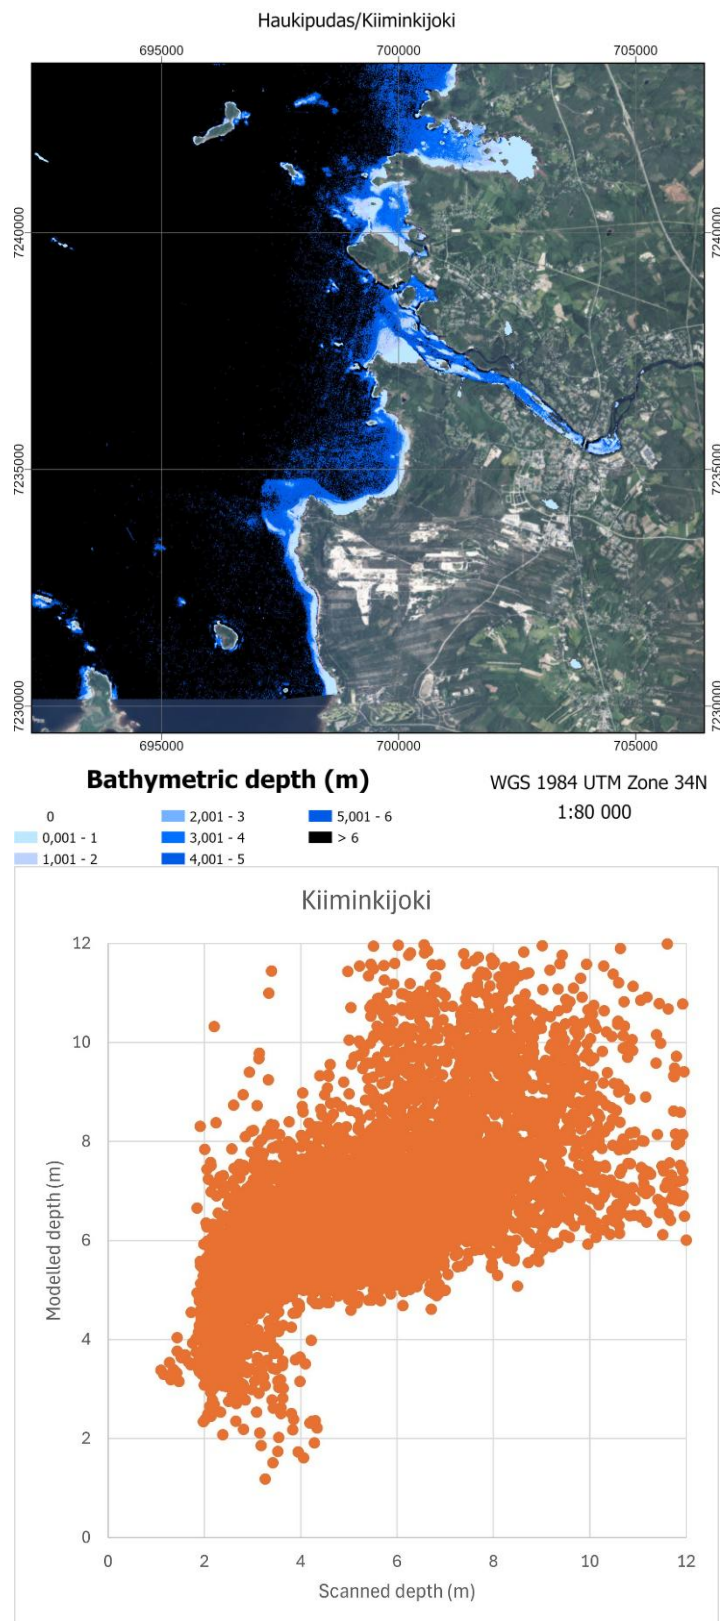 Haukipudas/Kiiminkijoki
695000 700000 705000
7240000 7240000
7235000 7235000
7230000 7230000
695000 700000 705000
Bathymetric depth (m)
WGS 1984 UTM Zone 34N
1:80 000
0 2,001 - 3 5,001 - 6
0,001 - 1 3,001 - 4 > 6
1,001 - 2 4,001 - 5
Kiiminkijoki
12
10
8
6
4
2
0
Modelled depth (m)
0 2 4 6 8 10 12
Scanned depth (m)